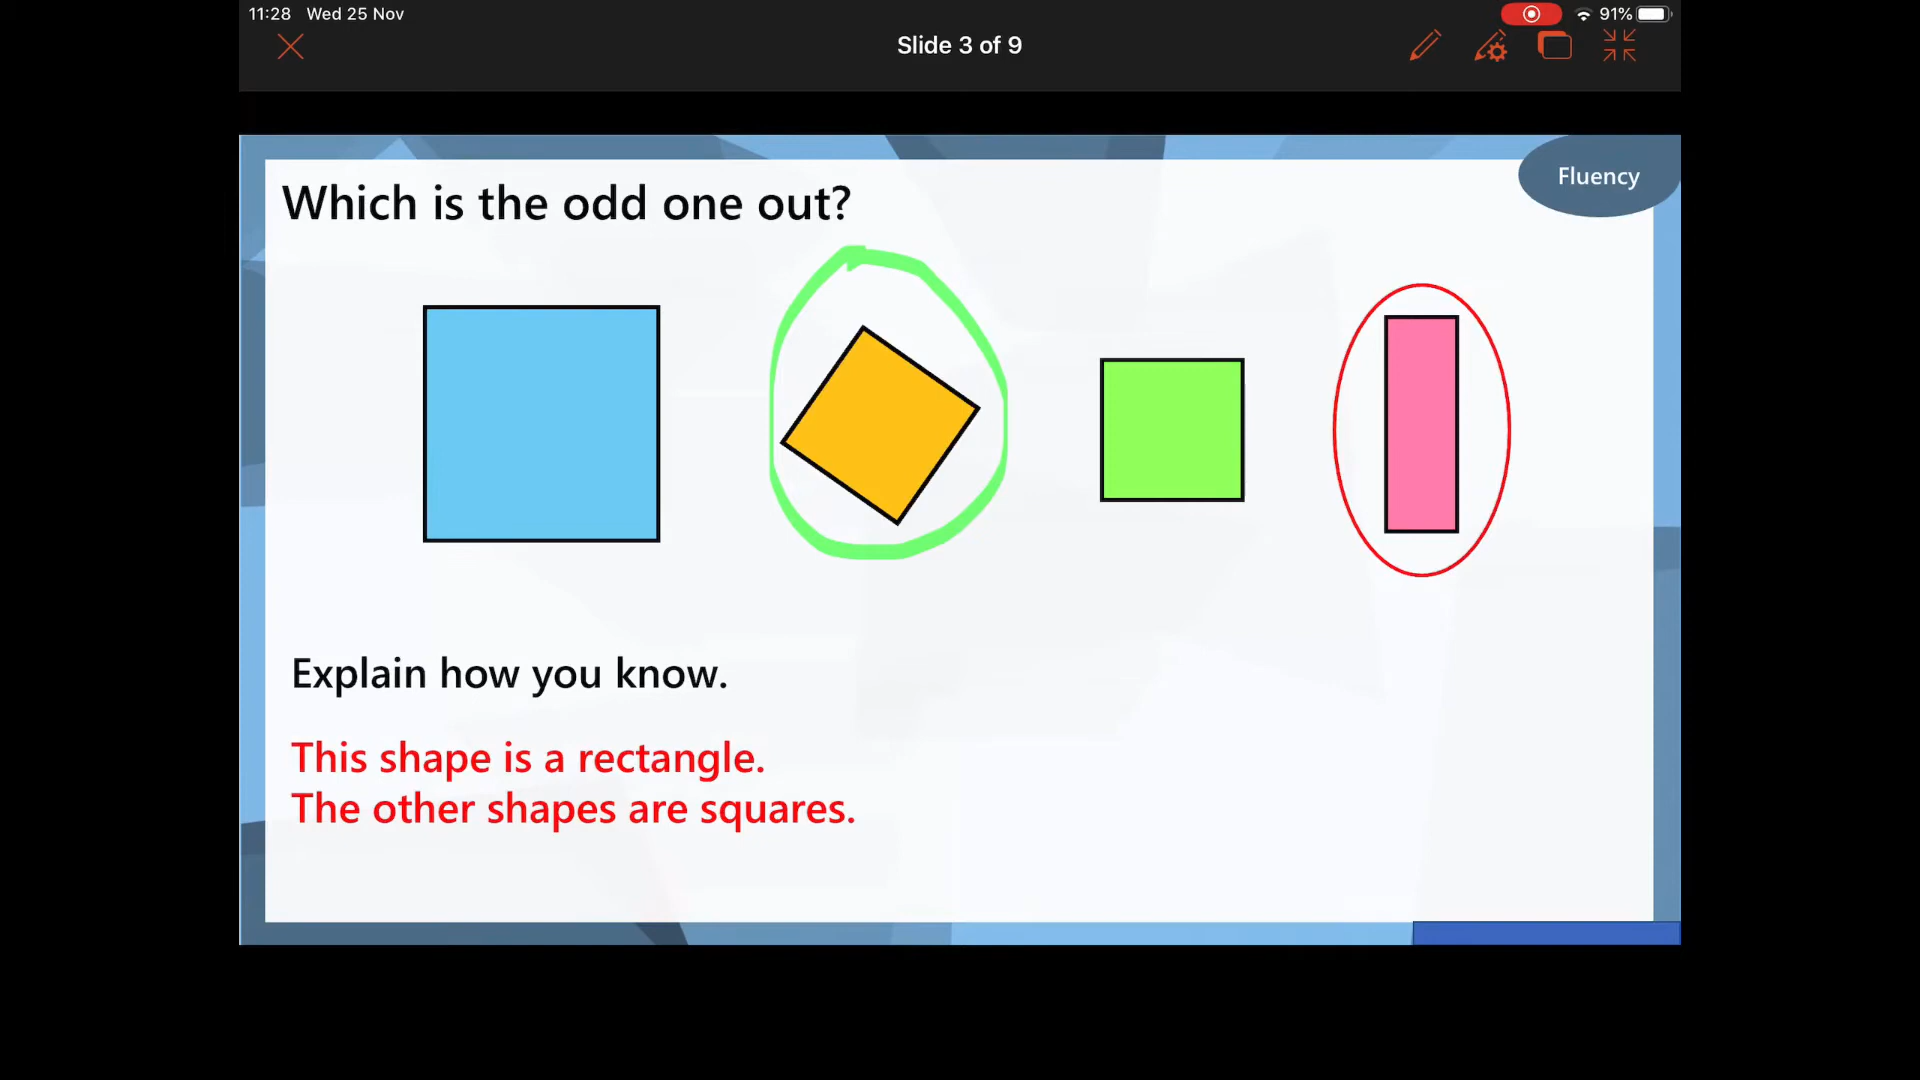 11:28 Wed 25 Nov
91%
Slide 3 of 9
Fluency
Which is the odd one out?
Explain how you know.
This shape is a rectangle.
The other shapes are squares.